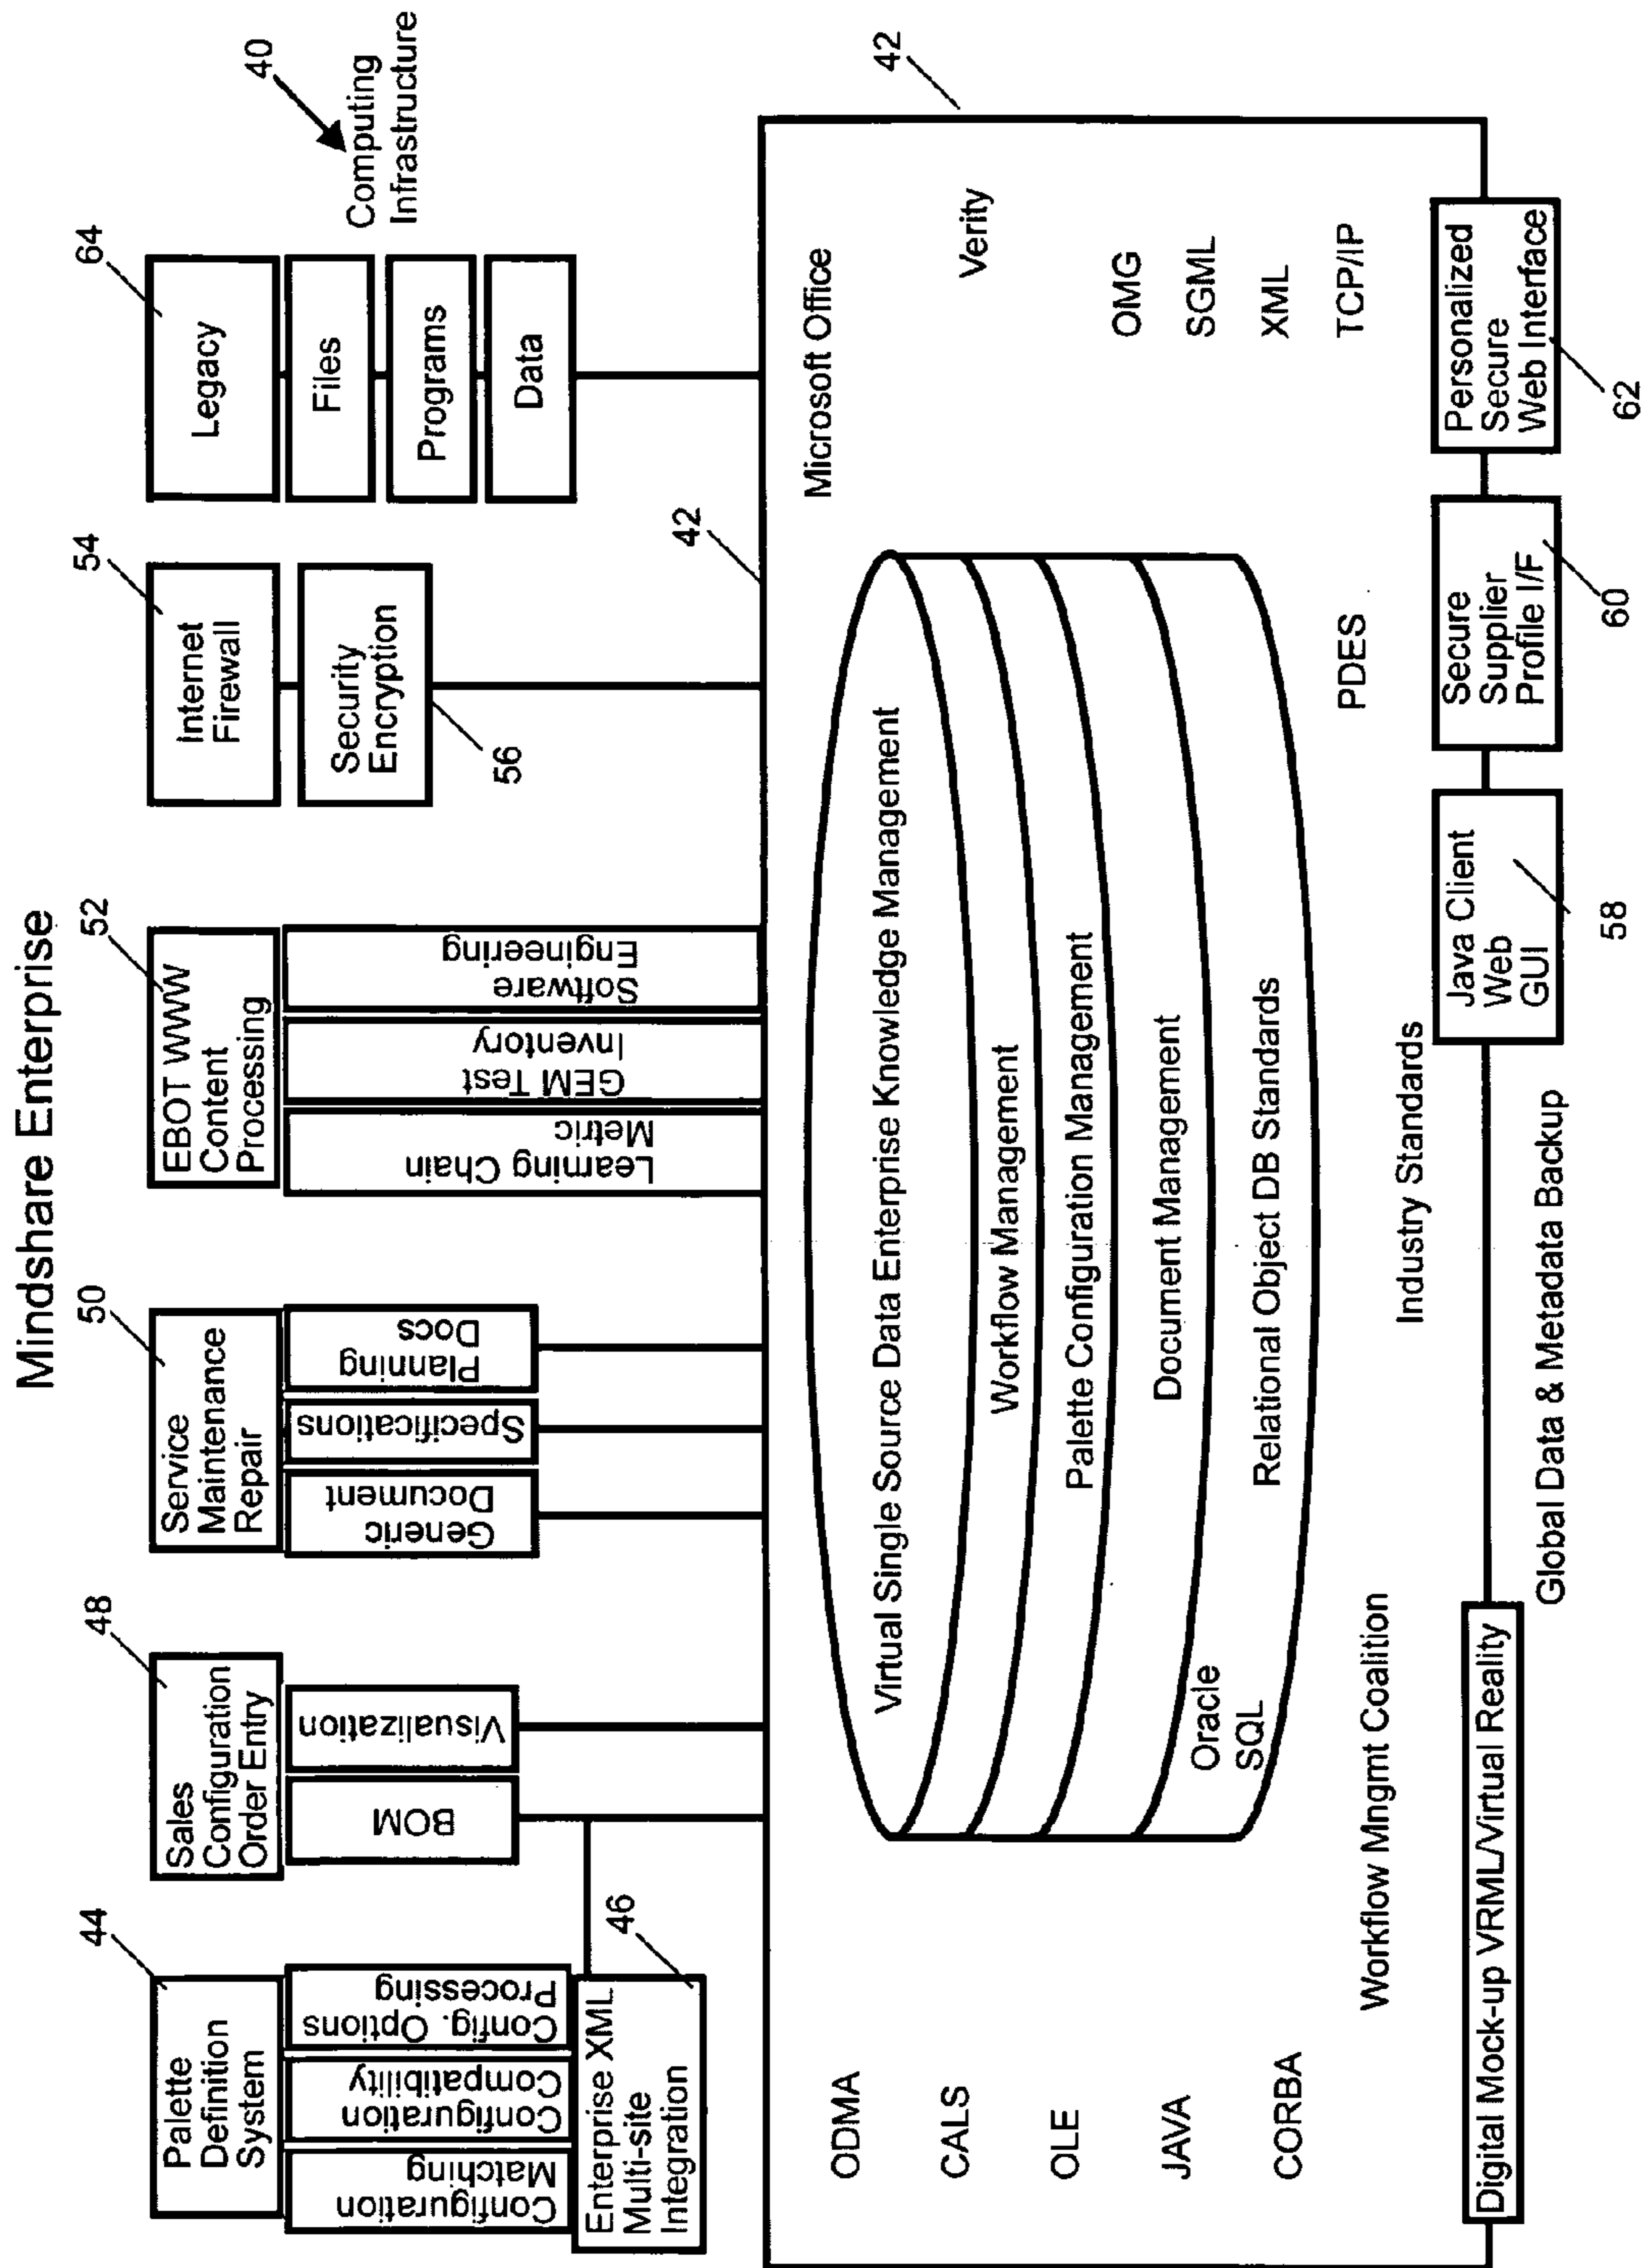 Mindshare Enterprise
44
Palette
Definition
System
Configuration
Matching
Configuration
Compatibility
Config. Options
Processing
Enterprise XML
Multi-site
Integration
46
48
Sales
Configuration
Order Entry
BOM
Visualization
50
Service
Maintenance
Repair
Generic
Document
Specifications
Planning
Docs
52
EBOT WWW
Content
Processing
Learning Chain
Metric
GEM Test
Inventory
Software
Engineering
54
Internet
Firewall
Security
Encryption
56
64
Legacy
Files
Programs
Data
40
Computing
Infrastructure
42
42
ODMA
CALS
OLE
JAVA
CORBA
Virtual Single Source Data Enterprise Knowledge Management
Workflow Management
Palette Configuration Management
Document Management
Relational Object DB Standards
Oracle
SQL
Microsoft Office
Verity
OMG
SGML
XML
TCP/IP
PDES
Workflow Mngmt Coalition
Industry Standards
Digital Mock-up VRML/Virtual Reality
Global Data & Metadata Backup
Java Client
Web
GUI
58
Secure
Supplier
Profile I/F
60
Personalized
Secure
Web Interface
62